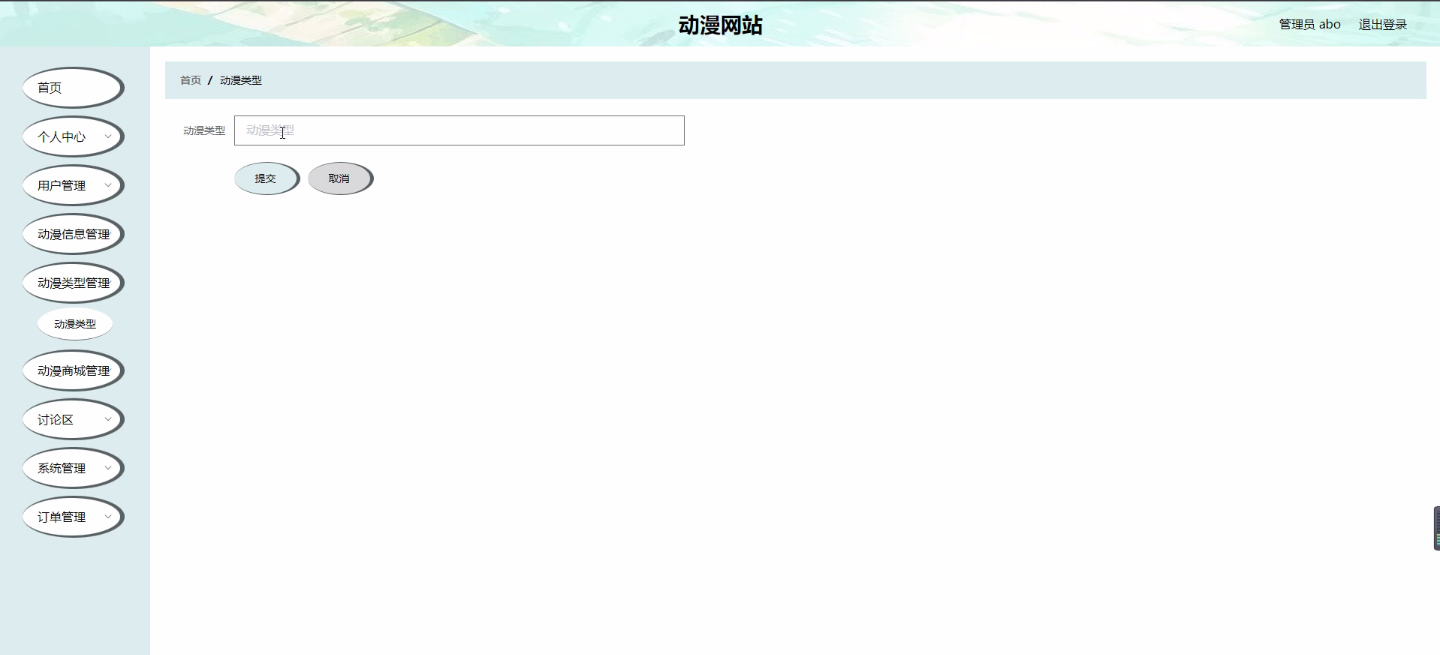 动漫网站
管理员 abo 退出登录
首页
个人中心
用户管理
动漫信息管理
动漫类型管理
动漫类型
动漫商城管理
讨论区
系统管理
订单管理
首页 / 动漫类型
动漫类型 动漫类型
提交 取消